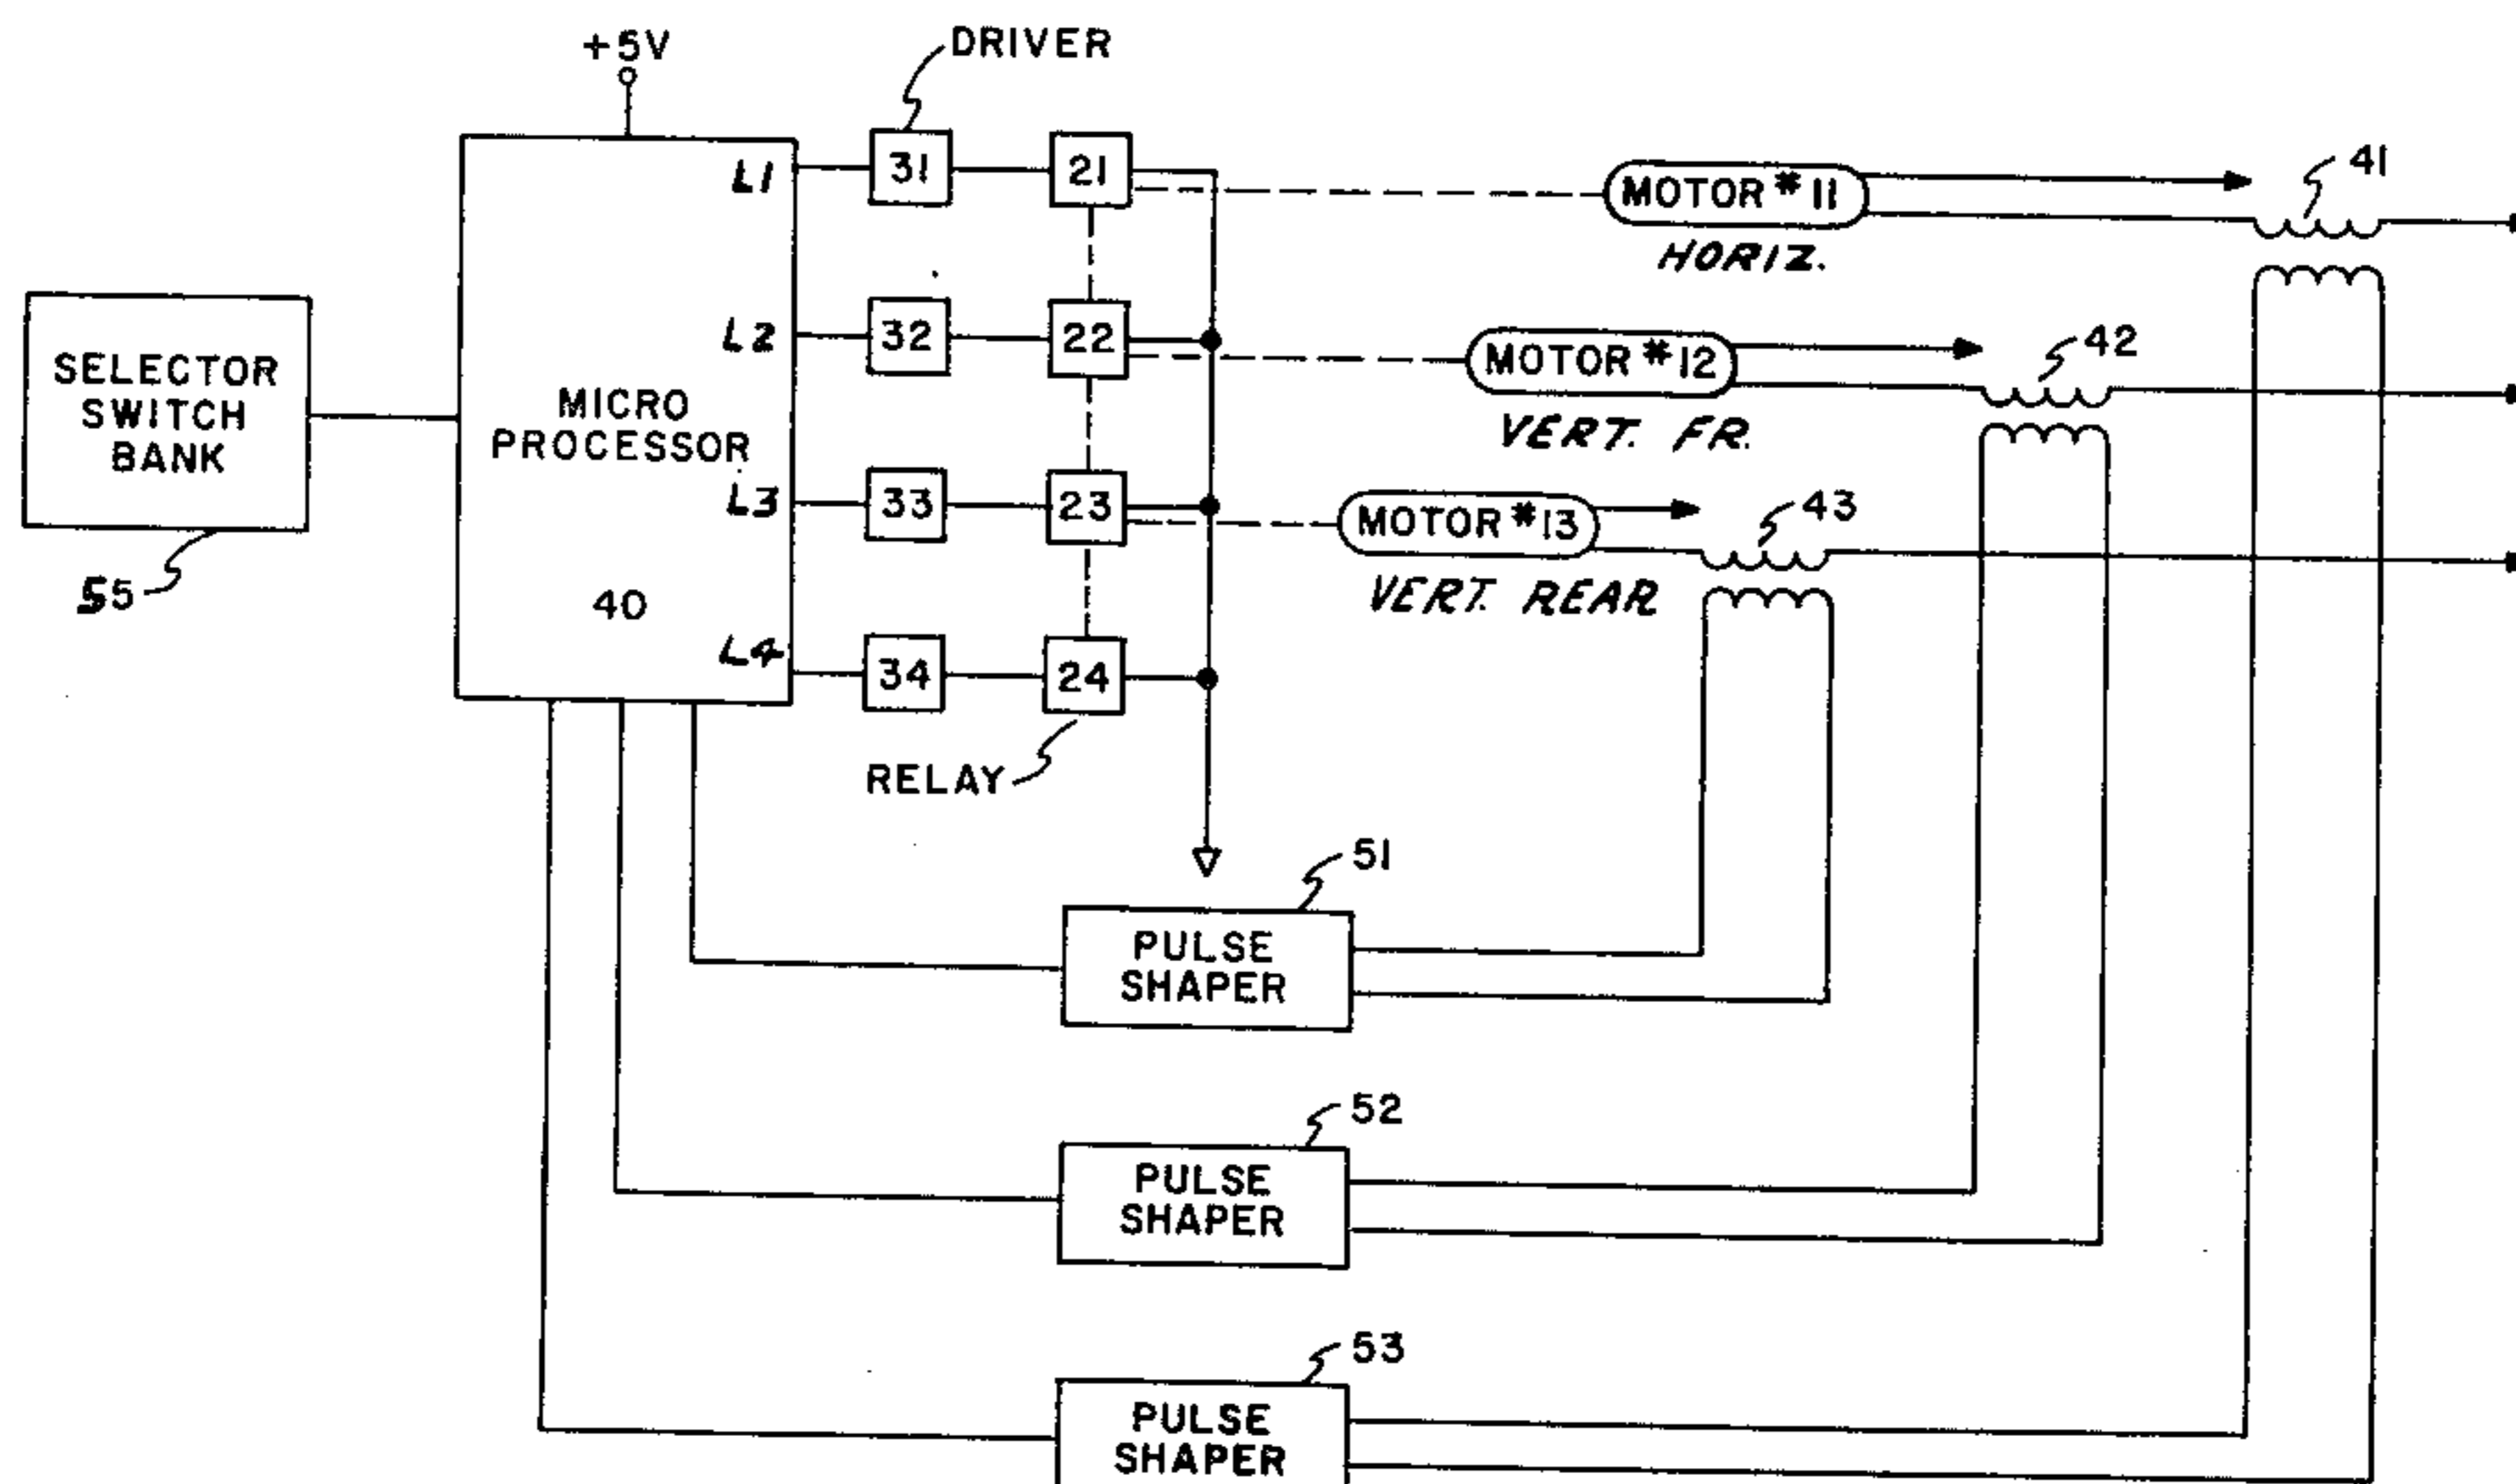 +5V
DRIVER
L1
31
21
MOTOR #11
41
HORIZ.
SELECTOR
SWITCH
BANK
55
MICRO
PROCESSOR
40
L2
32
22
MOTOR #12
42
VERT. FR.
L3
33
23
MOTOR #13
43
VERT. REAR
L4
34
24
RELAY
51
PULSE
SHAPER
52
PULSE
SHAPER
53
PULSE
SHAPER